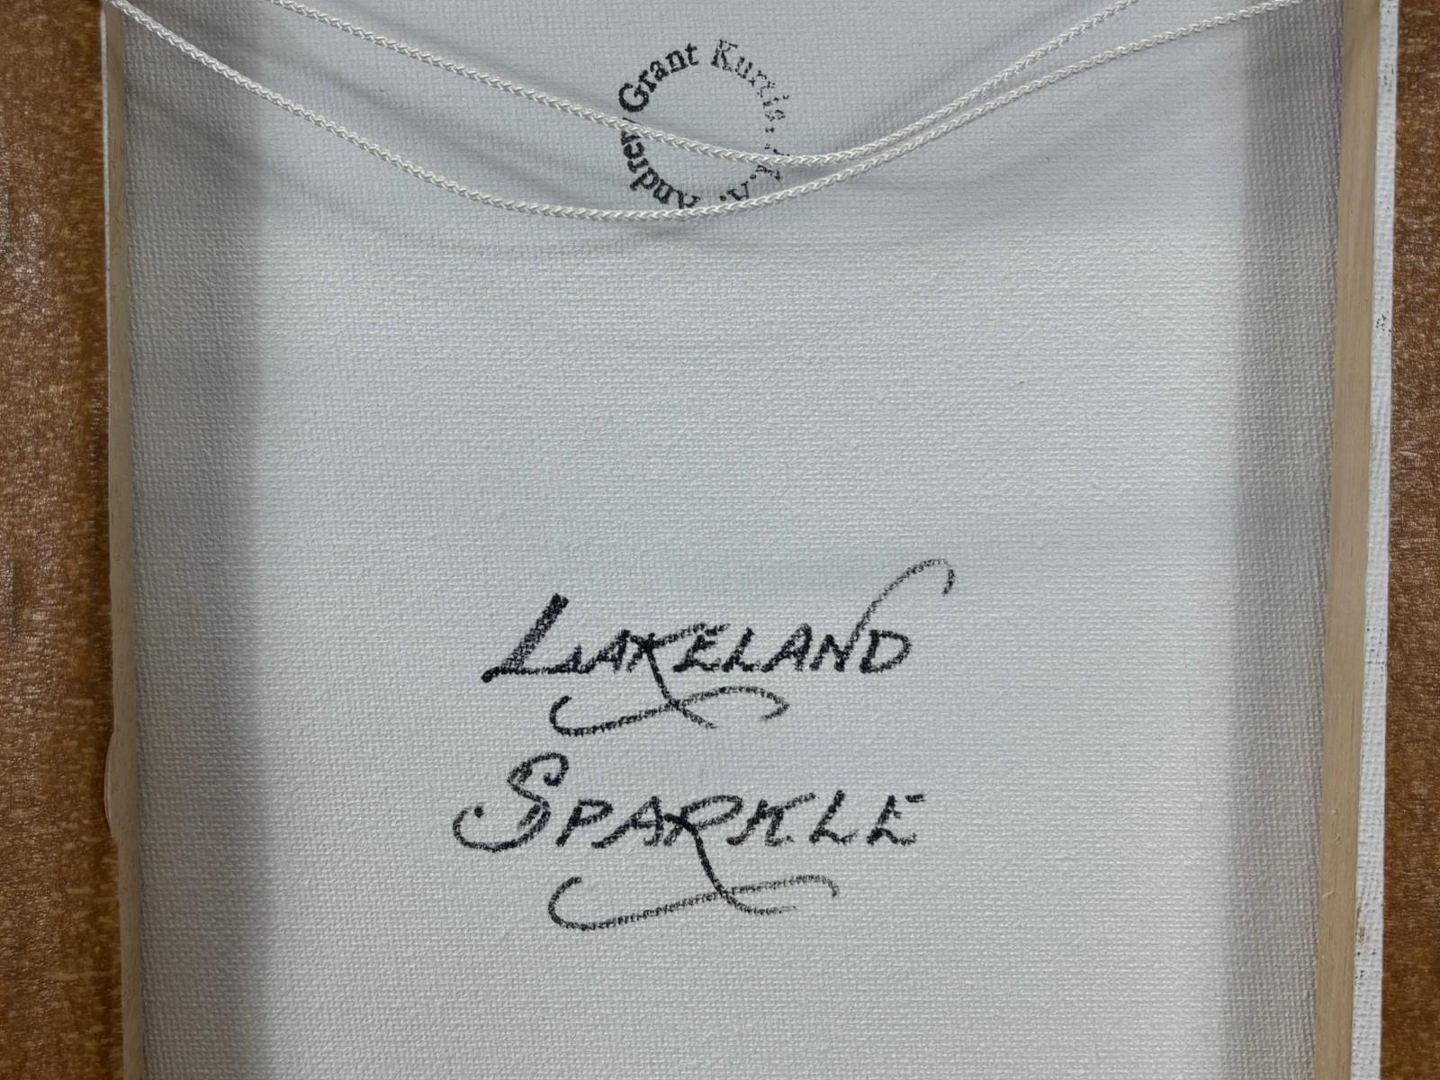 Andrew Grant Kurtis. M.A.
LAKELAND
SPARKLE